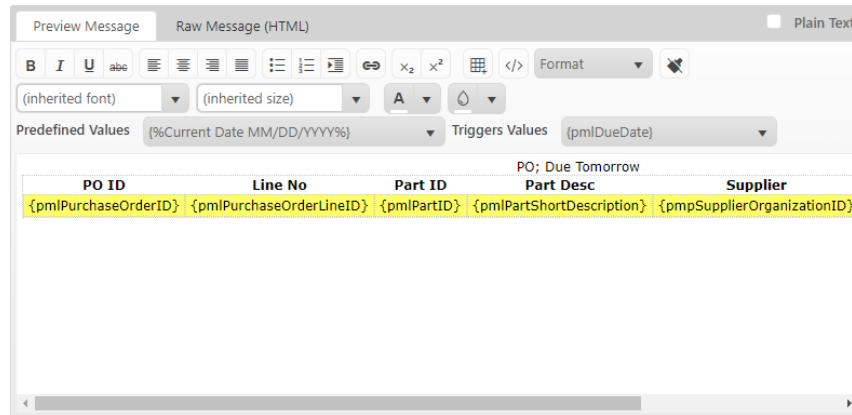 Preview Message Raw Message (HTML) Plain Text
B I U abc x₂ x² </> Format
(inherited font) (inherited size) A
Predefined Values {%Current Date MM/DD/YYYY%} Triggers Values {pmlDueDate}
PO; Due Tomorrow
PO ID Line No Part ID Part Desc Supplier
{pmlPurchaseOrderID} {pmlPurchaseOrderLineID} {pmlPartID} {pmlPartShortDescription} {pmpSupplierOrganizationID}